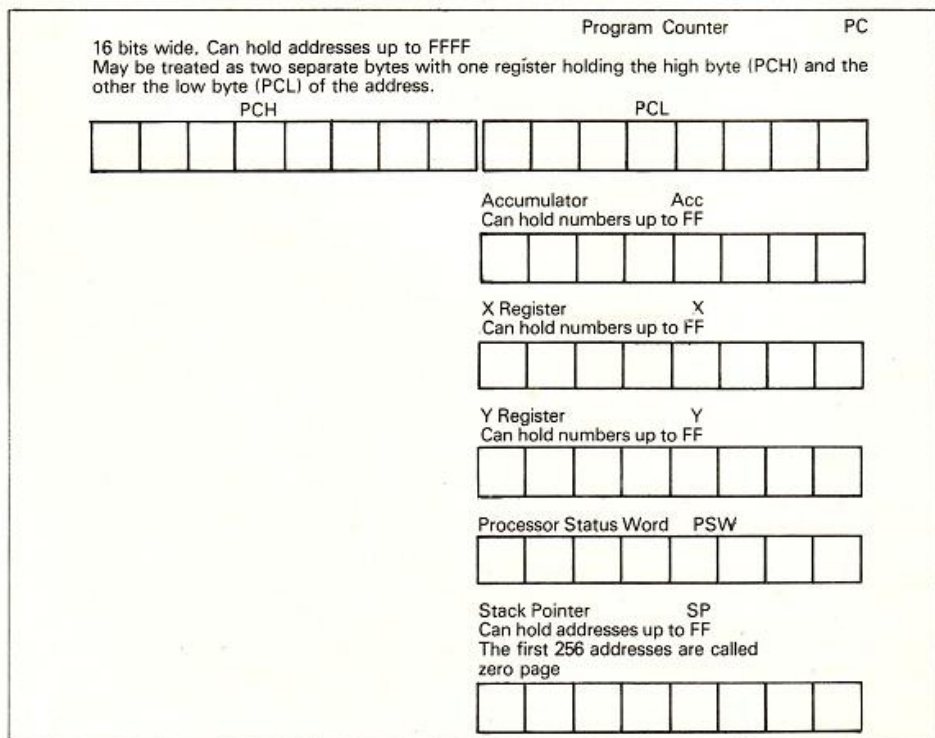 Program Counter PC
16 bits wide. Can hold addresses up to FFFF
May be treated as two separate bytes with one register holding the high byte (PCH) and the
other the low byte (PCL) of the address.
PCH PCL
Accumulator Acc
Can hold numbers up to FF
X Register X
Can hold numbers up to FF
Y Register Y
Can hold numbers up to FF
Processor Status Word PSW
Stack Pointer SP
Can hold addresses up to FF
The first 256 addresses are called
zero page